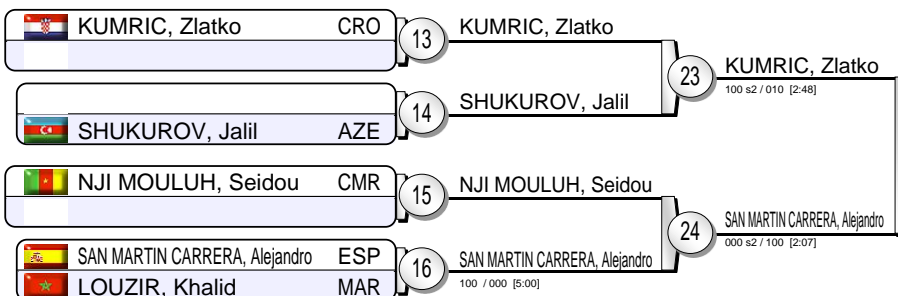 KUMRIC, Zlatko CRO
13
KUMRIC, Zlatko
23
KUMRIC, Zlatko
100 s2 / 010 [2:48]
14
SHUKUROV, Jalil
SHUKUROV, Jalil AZE
NJI MOULUH, Seidou CMR
15
NJI MOULUH, Seidou
24
SAN MARTIN CARRERA, Alejandro
000 s2 / 100 [2:07]
SAN MARTIN CARRERA, Alejandro ESP
16
SAN MARTIN CARRERA, Alejandro
100 / 000 [5:00]
LOUZIR, Khalid MAR